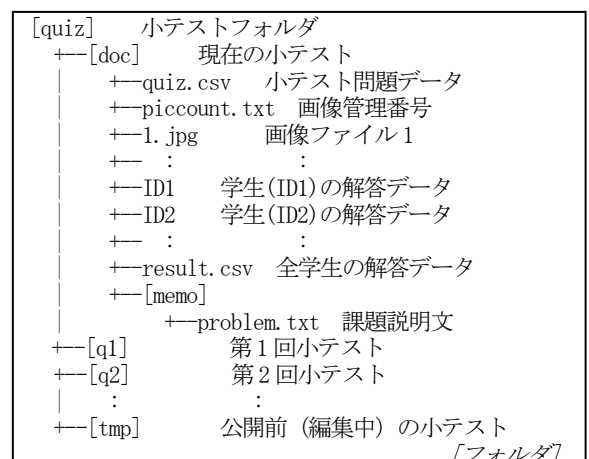 [quiz] 小テストフォルダ
+--[doc] 現在の小テスト
| +--quiz.csv 小テスト問題データ
| +--piccount.txt 画像管理番号
| +--1.jpg 画像ファイル1
| +-- : :
| +--ID1 学生(ID1)の解答データ
| +--ID2 学生(ID2)の解答データ
| +-- : :
| +--result.csv 全学生の解答データ
| +--[memo]
| +--problem.txt 課題説明文
+--[q1] 第1回小テスト
+--[q2] 第2回小テスト
| : :
+--[tmp] 公開前(編集中)の小テスト
[フォルダ]